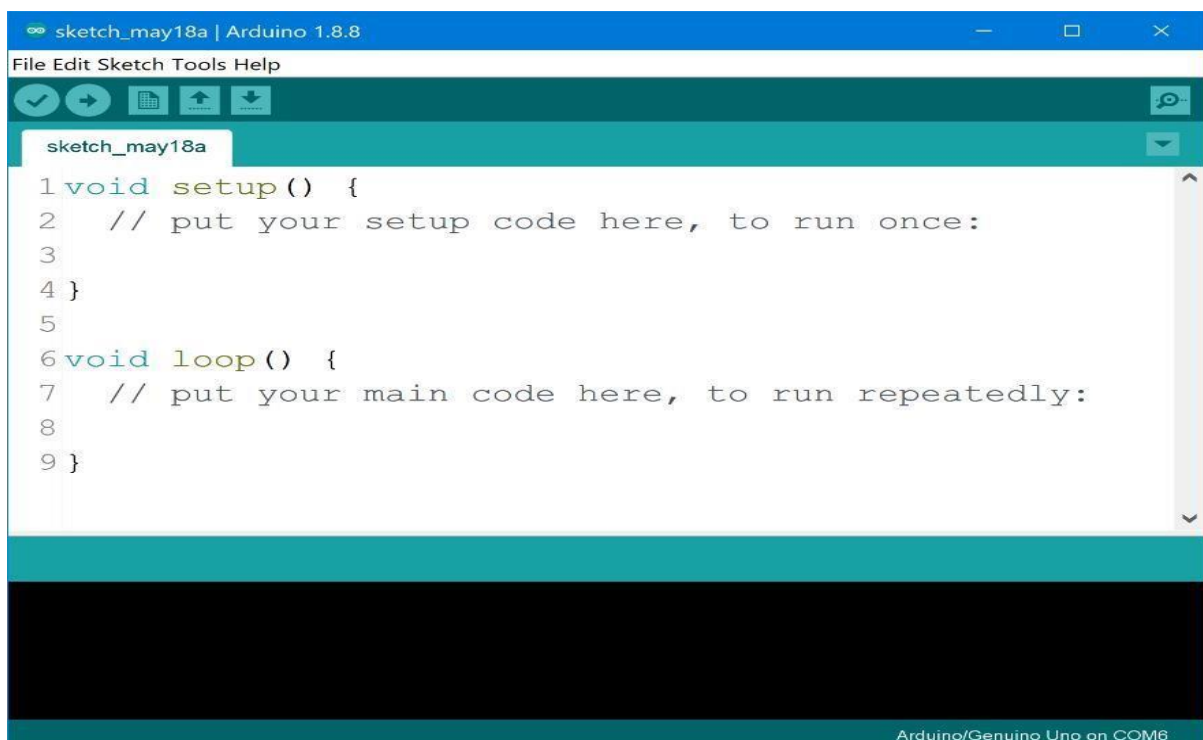 sketch_may18a | Arduino 1.8.8
File Edit Sketch Tools Help
sketch_may18a
1 void setup() {
2 // put your setup code here, to run once:
3
4 }
5
6 void loop() {
7 // put your main code here, to run repeatedly:
8
9 }
Arduino/Genuino Uno on COM6